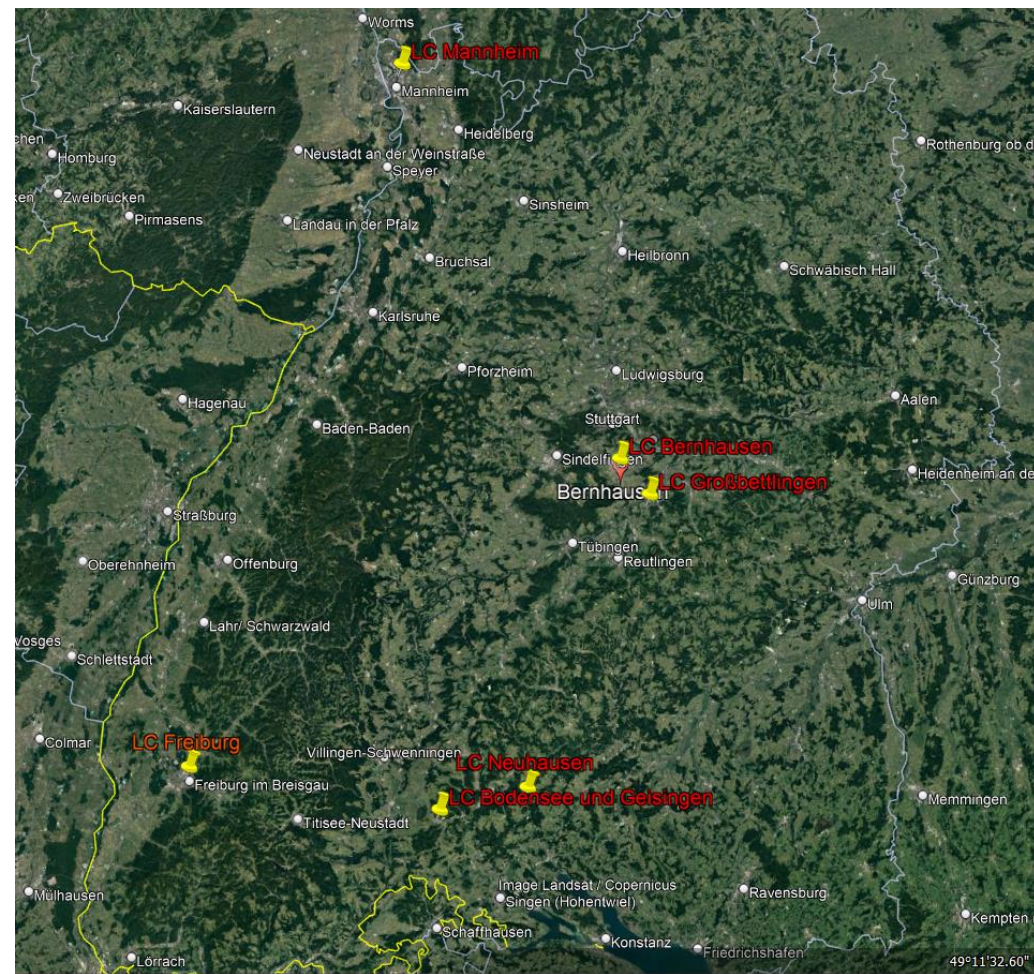 Worms
LC Mannheim
Mannheim
Kaiserslautern
Heidelberg
chen
Homburg
Neustadt an der Weinstraße
Speyer
Rothenburg ob d
ken
Zweibrücken
Pirmasens
Sinsheim
Landau in der Pfalz
Bruchsal
Heilbronn
Schwäbisch Hall
Karlsruhe
Pforzheim
Ludwigsburg
Hagenau
Aalen
Baden-Baden
Stuttgart
LC Bernhausen
Sindelfingen
Heidenheim an de
LC Großbettlingen
Bernhausen
Straßburg
Tübingen
Reutlingen
Oberehnheim
Offenburg
Günzburg
Ulm
Lahr/ Schwarzwald
Vosges
Schlettstadt
Colmar
LC Freiburg
Villingen-Schwenningen
LC Neuhausen
Freiburg im Breisgau
LC Bodensee und Geisingen
Memmingen
Titisee-Neustadt
Mülhausen
Image Landsat / Copernicus
Singen (Hohentwiel)
Ravensburg
Kempten
Schaffhausen
Konstanz
Friedrichshafen
Lörrach
49°11'32.60"